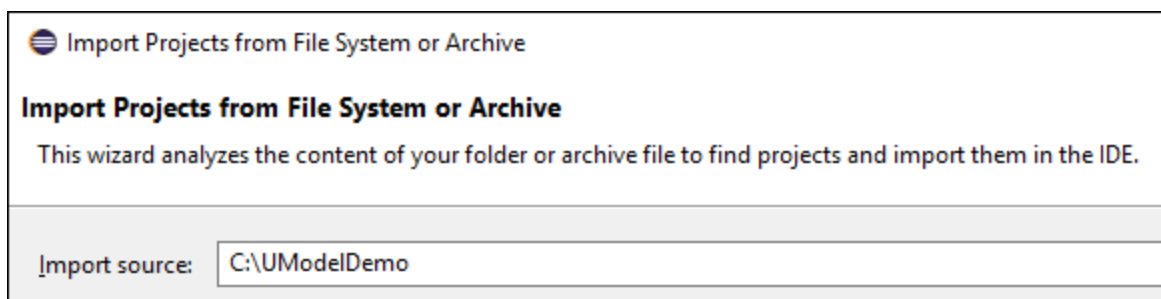 Import Projects from File System or Archive
Import Projects from File System or Archive
This wizard analyzes the content of your folder or archive file to find projects and import them in the IDE.
Import source: C:\UModelDemo